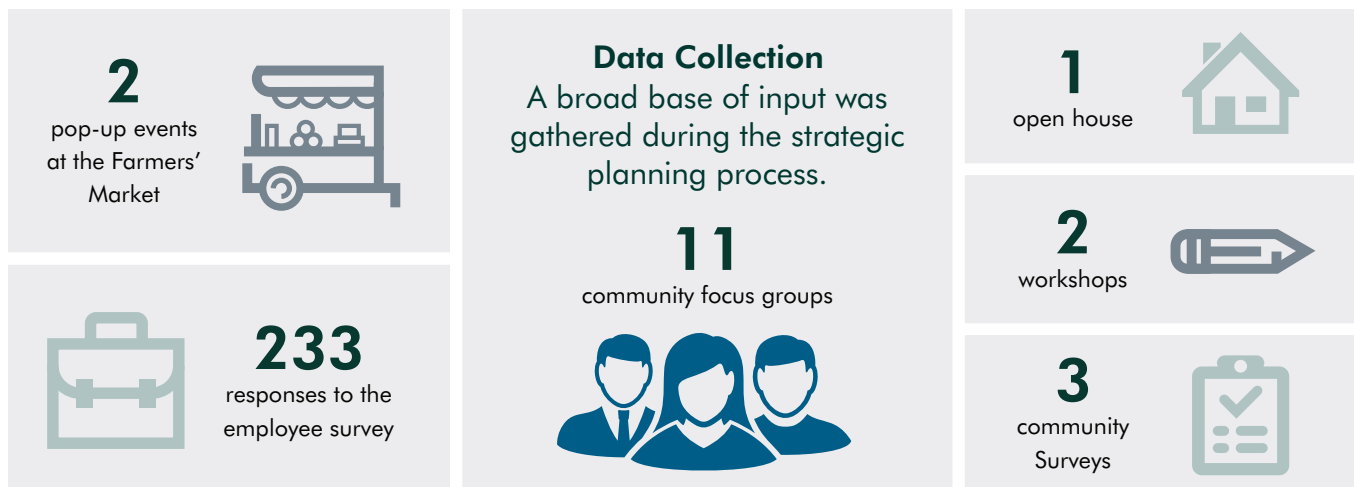 2
pop-up events
at the Farmers’
Market
233
responses to the
employee survey
Data Collection
A broad base of input was
gathered during the strategic
planning process.
11
community focus groups
1
open house
2
workshops
3
community
Surveys